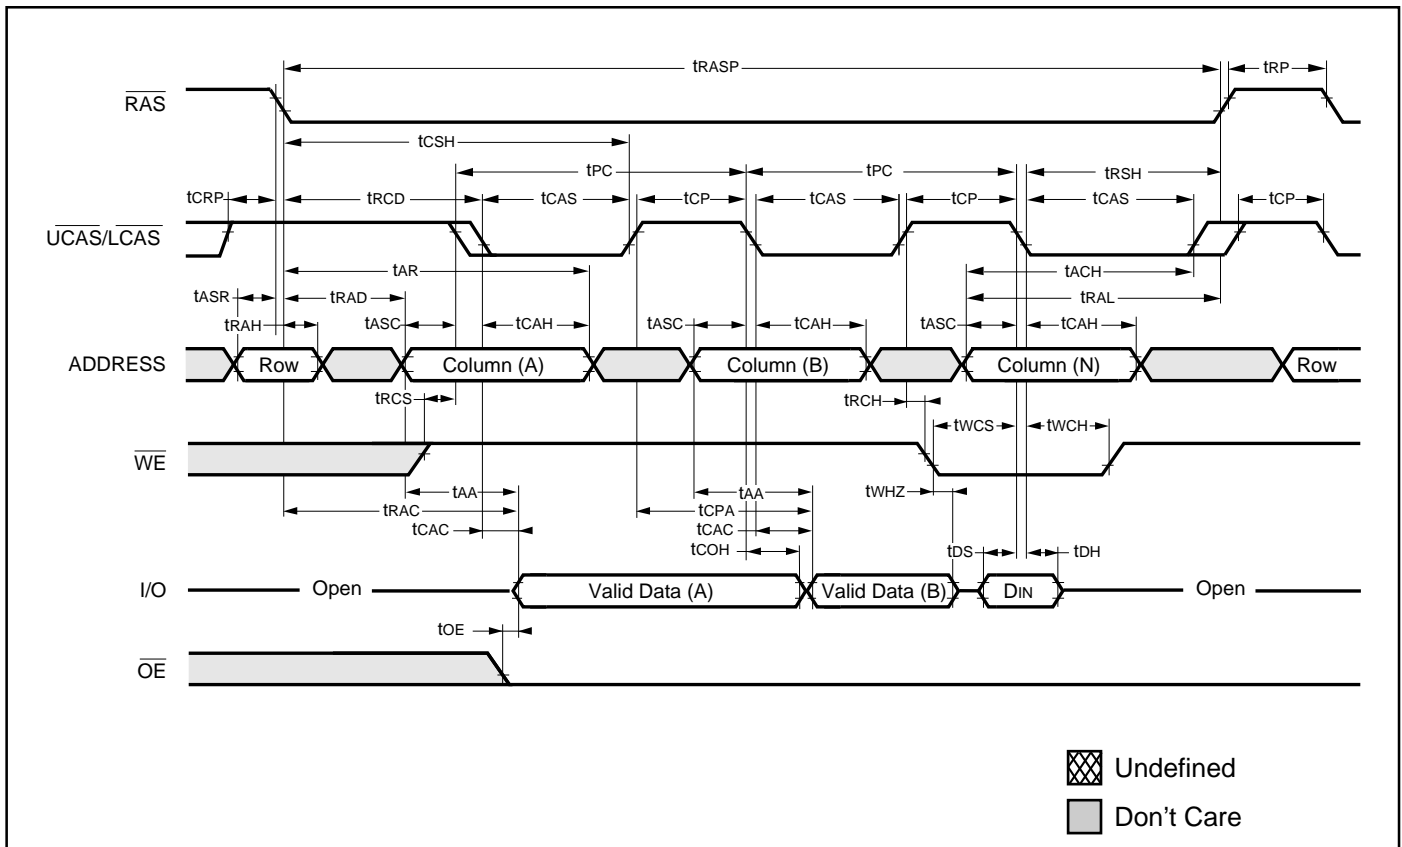 tRASP tRP
RAS
tCSH
tPC tPC tRSH
tCRP tRCD tCAS tCP tCAS tCP tCAS tCP
UCAS/LCAS
tAR tACH
tASR tRAD tRAL
tRAH tASC tCAH tASC tCAH tASC tCAH
ADDRESS Row Column (A) Column (B) Column (N) Row
tRCS tRCH
tWCS tWCH
WE
tAA tAA tWHZ
tRAC tCPA
tCAC tCAC
tCOH tDS tDH
I/O Open Valid Data (A) Valid Data (B) DIN Open
tOE
OE
Undefined
Don't Care